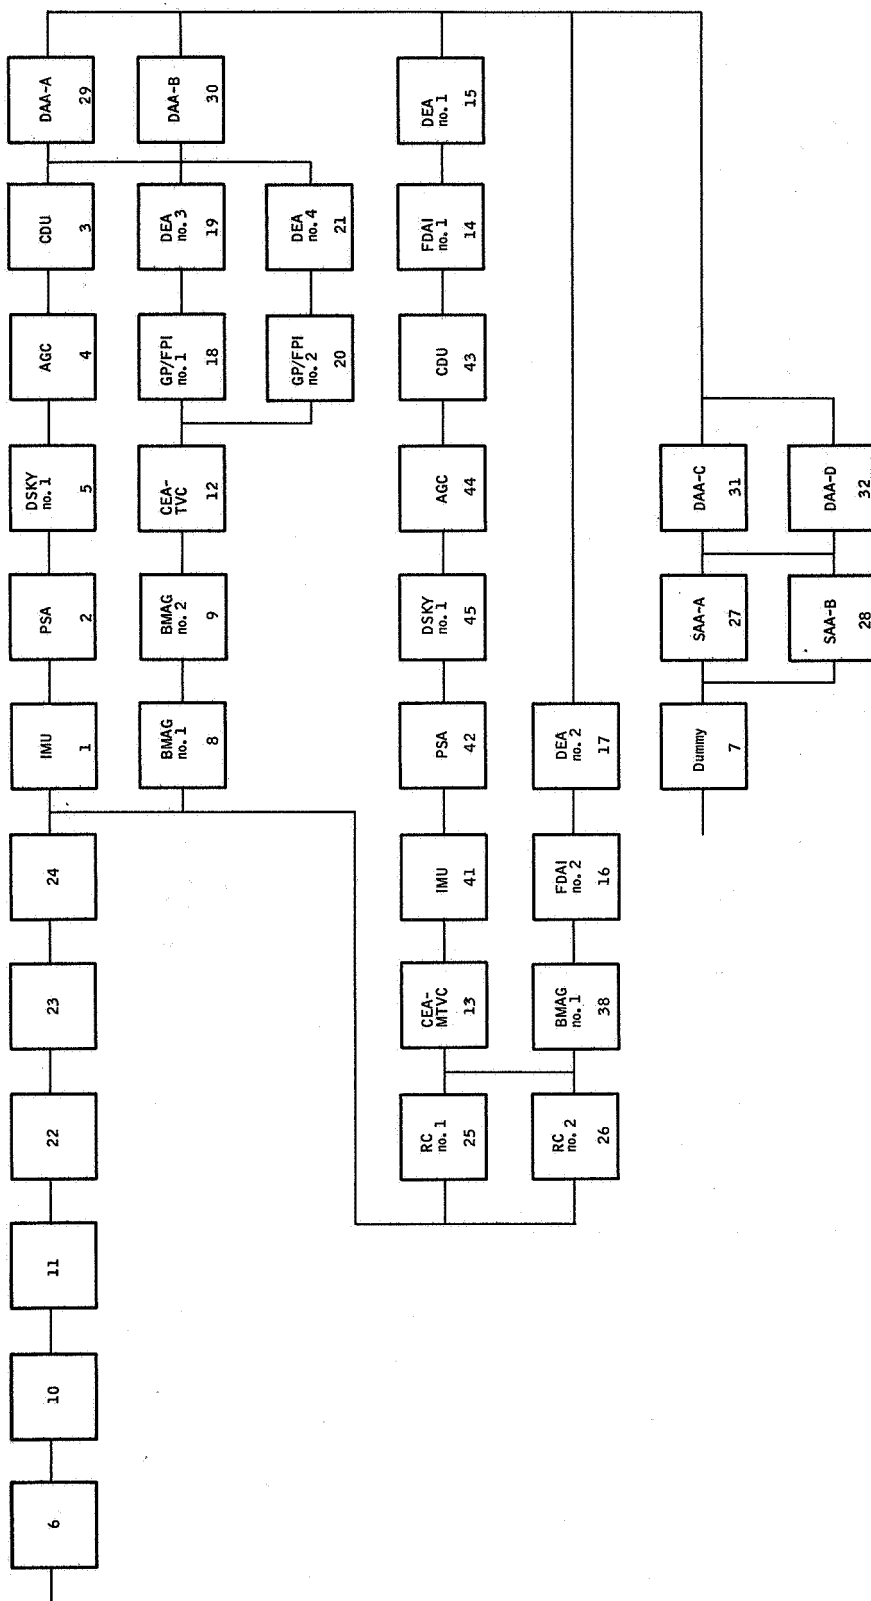 6
10
11
22
23
24
IMU
1
PSA
2
DSKY
no.1
5
AGC
4
CDU
3
DAA-A
29
BMAG
no.1
8
BMAG
no.2
9
CEA-
TVC
12
GP/FPI
no.1
18
DEA
no.3
19
DAA-B
30
GP/FPI
no.2
20
DEA
no.4
21
RC
no.1
25
CEA-
MTVC
13
IMU
41
PSA
42
DSKY
no.1
45
AGC
44
CDU
43
FDAI
no.1
14
DEA
no.1
15
RC
no.2
26
BMAG
no.1
38
FDAI
no.2
16
DEA
no.2
17
Dummy
7
SAA-A
27
DAA-C
31
SAA-B
28
DAA-D
32